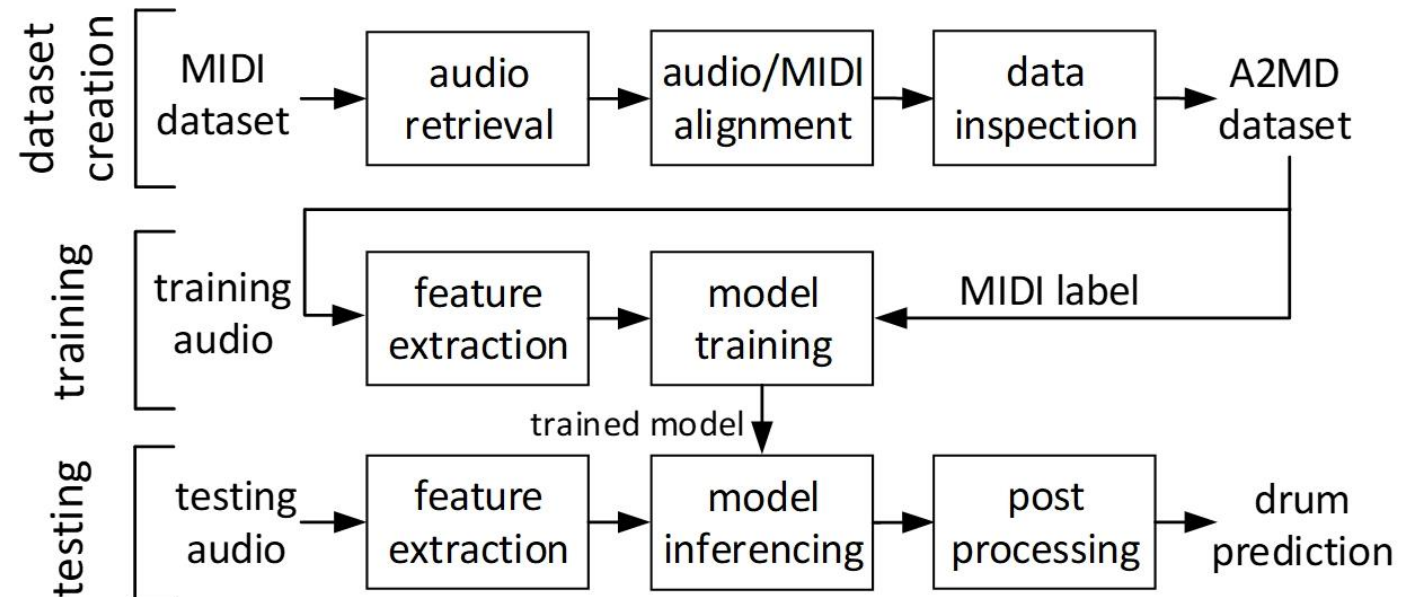 dataset
creation
MIDI
dataset
audio
retrieval
audio/MIDI
alignment
data
inspection
A2MD
dataset
training
training
audio
feature
extraction
model
training
MIDI label
trained model
testing
testing
audio
feature
extraction
model
inferencing
post
processing
drum
prediction